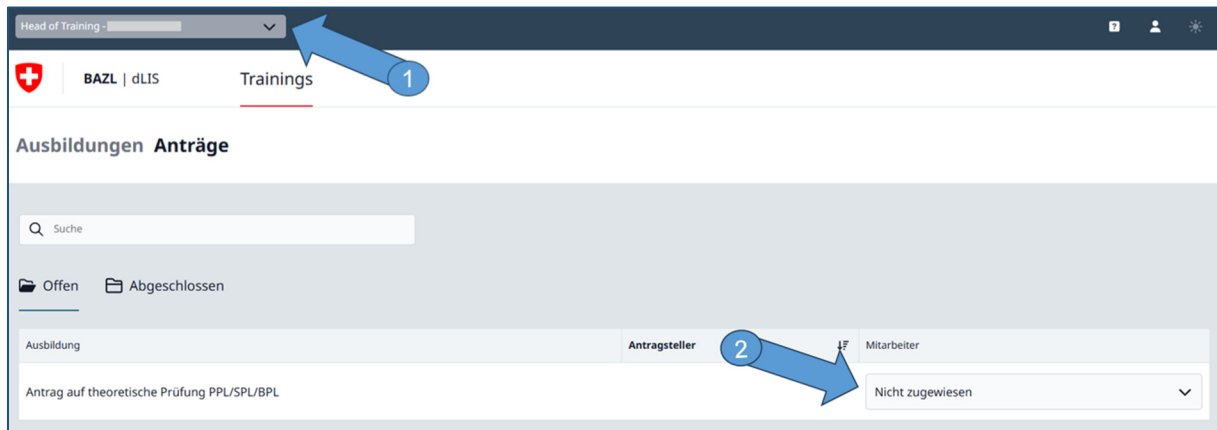 Head of Training -
1
BAZL | dLIS
Trainings
Ausbildungen Anträge
Suche
Offen Abgeschlossen
Ausbildung Antragsteller Mitarbeiter
2
Antrag auf theoretische Prüfung PPL/SPL/BPL Nicht zugewiesen